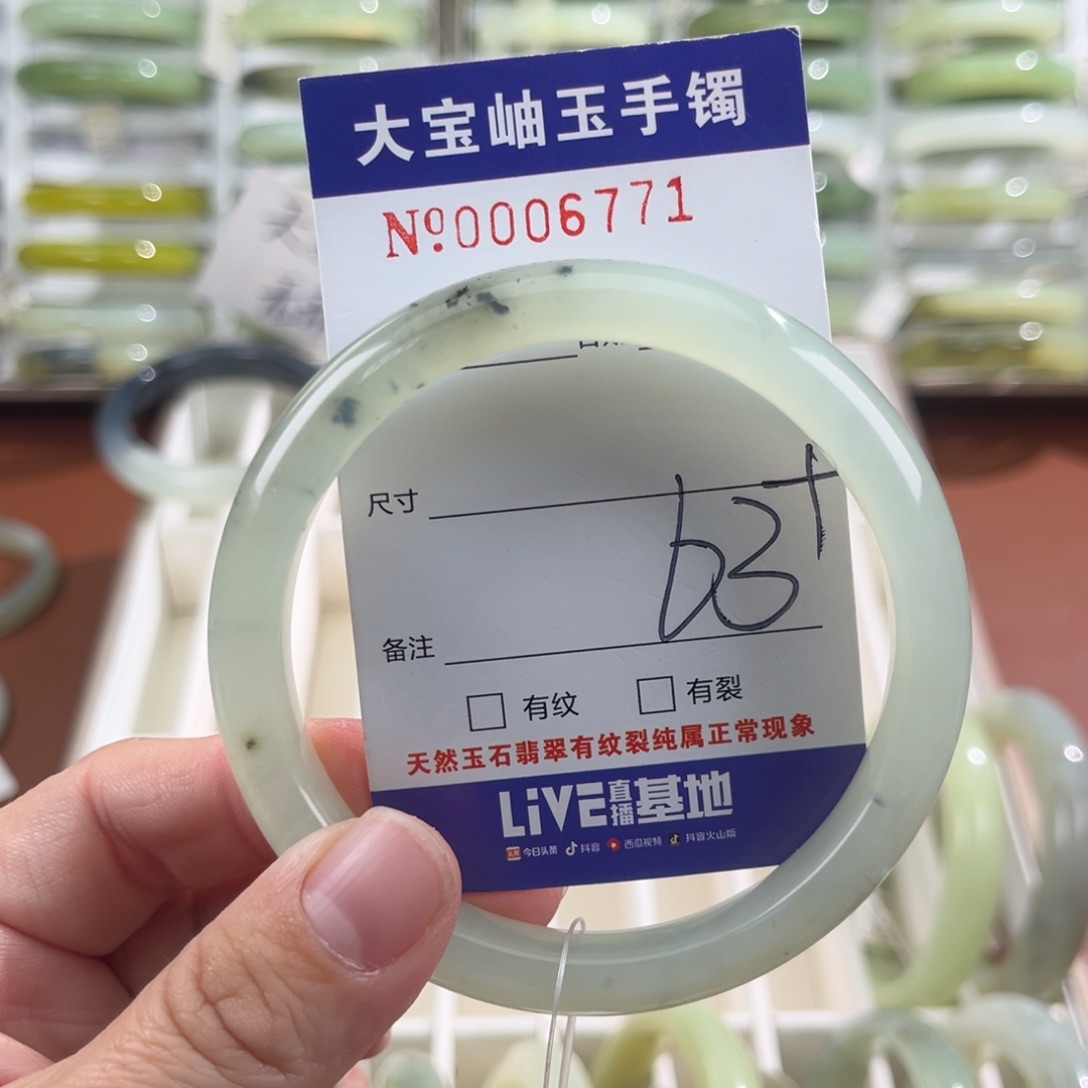 大宝岫玉手镯
Nº:0006771
尺寸 63+
备注
有纹 有裂
天然玉石翡翠有纹裂纯属正常现象
LiVE直播基地
今日头条 抖音 西瓜视频 抖音火山版